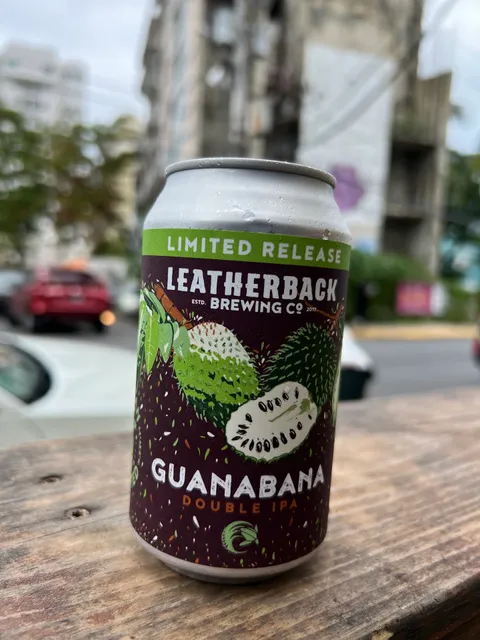 LIMITED RELEASE
LEATHERBACK
ESTD. BREWING CO 2017
GUANABANA
DOUBLE IPA